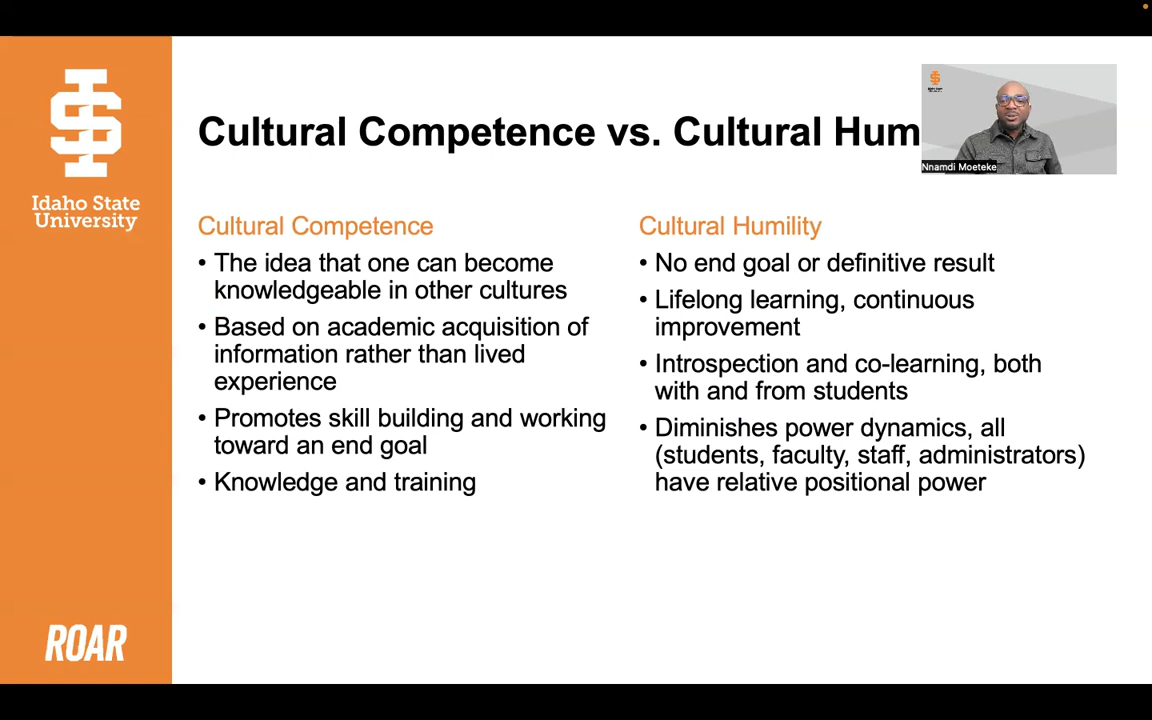 Idaho State
University
Cultural Competence vs. Cultural Hum
Nnamdi Moeteke
Cultural Competence
• The idea that one can become
knowledgeable in other cultures
• Based on academic acquisition of
information rather than lived
experience
• Promotes skill building and working
toward an end goal
• Knowledge and training
Cultural Humility
• No end goal or definitive result
• Lifelong learning, continuous
improvement
• Introspection and co-learning, both
with and from students
• Diminishes power dynamics, all
(students, faculty, staff, administrators)
have relative positional power
ROAR